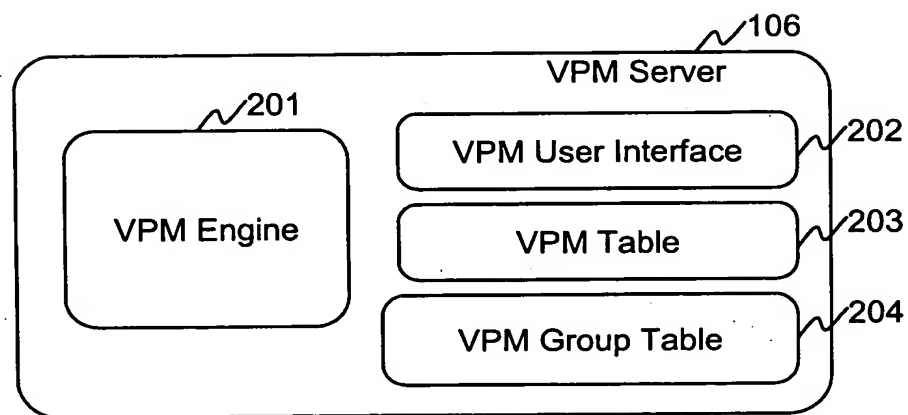 106
VPM Server
201
VPM Engine
VPM User Interface
202
VPM Table
203
VPM Group Table
204